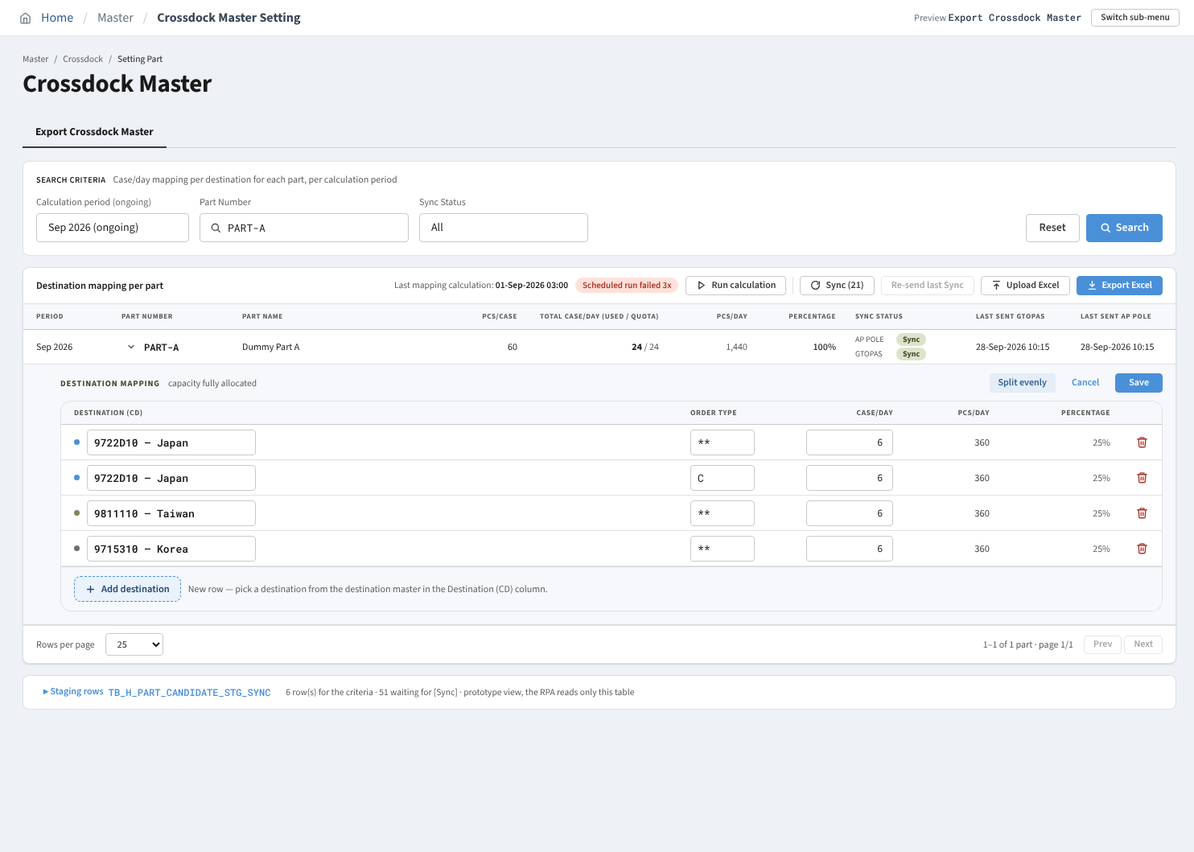 Home / Master / Crossdock Master Setting Preview Export Crossdock Master Switch sub-menu
Master / Crossdock / Setting Part
Crossdock Master
Export Crossdock Master
SEARCH CRITERIA Case/day mapping per destination for each part, per calculation period
Calculation period (ongoing) Part Number Sync Status
Sep 2026 (ongoing) PART-A All Reset Search
Destination mapping per part Last mapping calculation: 01-Sep-2026 03:00 Scheduled run failed 3x Run calculation Sync (21) Re-send last Sync Upload Excel Export Excel
PERIOD PART NUMBER PART NAME PCS/CASE TOTAL CASE/DAY (USED / QUOTA) PCS/DAY PERCENTAGE SYNC STATUS LAST SENT GTOPAS LAST SENT AP POLE
Sep 2026 PART-A Dummy Part A 60 24 / 24 1,440 100% AP POLE Sync 28-Sep-2026 10:15 28-Sep-2026 10:15
GTOPAS Sync
DESTINATION MAPPING capacity fully allocated Split evenly Cancel Save
DESTINATION (CD) ORDER TYPE CASE/DAY PCS/DAY PERCENTAGE
9722D10 – Japan ** 6 360 25%
9722D10 – Japan C 6 360 25%
9811110 – Taiwan ** 6 360 25%
9715310 – Korea ** 6 360 25%
+ Add destination New row — pick a destination from the destination master in the Destination (CD) column.
Rows per page 25 1–1 of 1 part · page 1/1 Prev Next
▸ Staging rows TB_H_PART_CANDIDATE_STG_SYNC 6 row(s) for the criteria · 51 waiting for [Sync] · prototype view, the RPA reads only this table